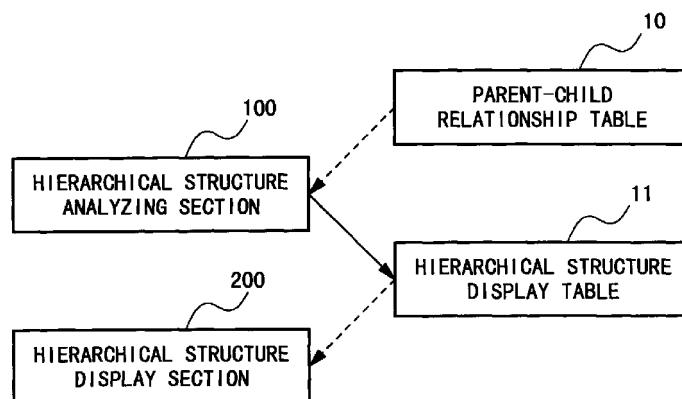 10
PARENT-CHILD
RELATIONSHIP TABLE
100
HIERARCHICAL STRUCTURE
ANALYZING SECTION
11
HIERARCHICAL STRUCTURE
DISPLAY TABLE
200
HIERARCHICAL STRUCTURE
DISPLAY SECTION